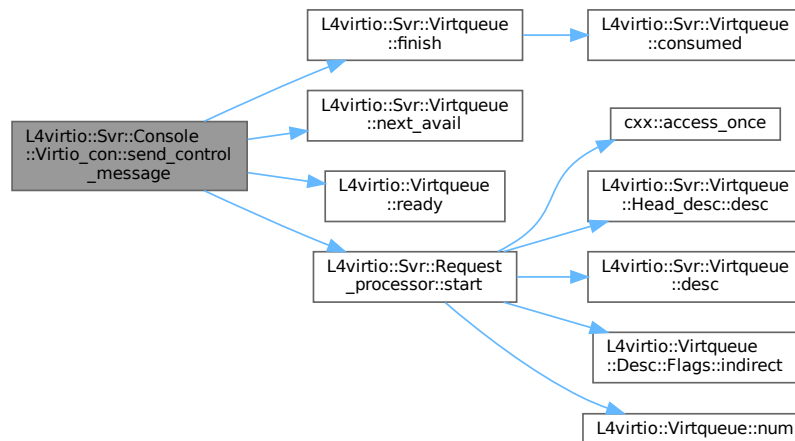 L4virtio::Svr::Console
::Virtio_con::send_control
_message
L4virtio::Svr::Virtqueue
::finish
L4virtio::Svr::Virtqueue
::consumed
L4virtio::Svr::Virtqueue
::next_avail
L4virtio::Virtqueue
::ready
L4virtio::Svr::Request
_processor::start
cxx::access_once
L4virtio::Svr::Virtqueue
::Head_desc::desc
L4virtio::Svr::Virtqueue
::desc
L4virtio::Virtqueue
::Desc::Flags::indirect
L4virtio::Virtqueue::num